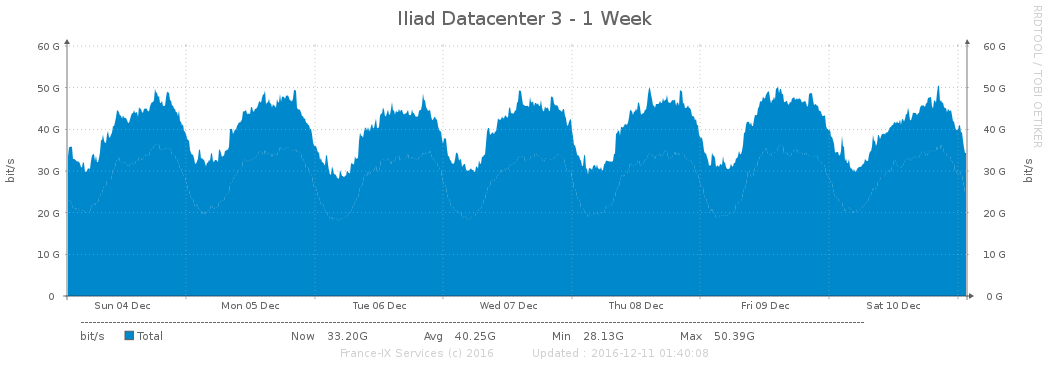 Iliad Datacenter 3 - 1 Week
RRDTOOL / TOBI OETIKER
bit/s
60 G
50 G
40 G
30 G
20 G
10 G
0
60 G
50 G
40 G
30 G
20 G
10 G
0 G
bit/s
Sun 04 Dec Mon 05 Dec Tue 06 Dec Wed 07 Dec Thu 08 Dec Fri 09 Dec Sat 10 Dec
bit/s Total Now 33.20G Avg 40.25G Min 28.13G Max 50.39G
France-IX Services (c) 2016 Updated : 2016-12-11 01:40:08